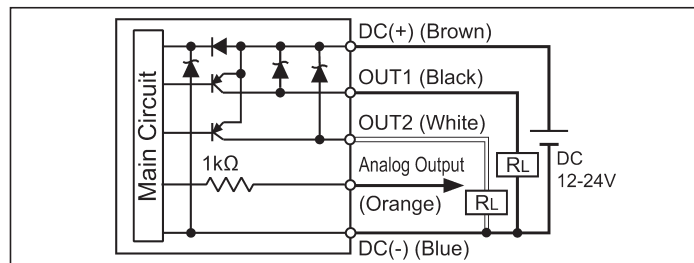 DC(+) (Brown)
OUT1 (Black)
OUT2 (White)
Main Circuit
1kΩ
Analog Output
(Orange)
RL
RL
DC
12-24V
DC(-) (Blue)